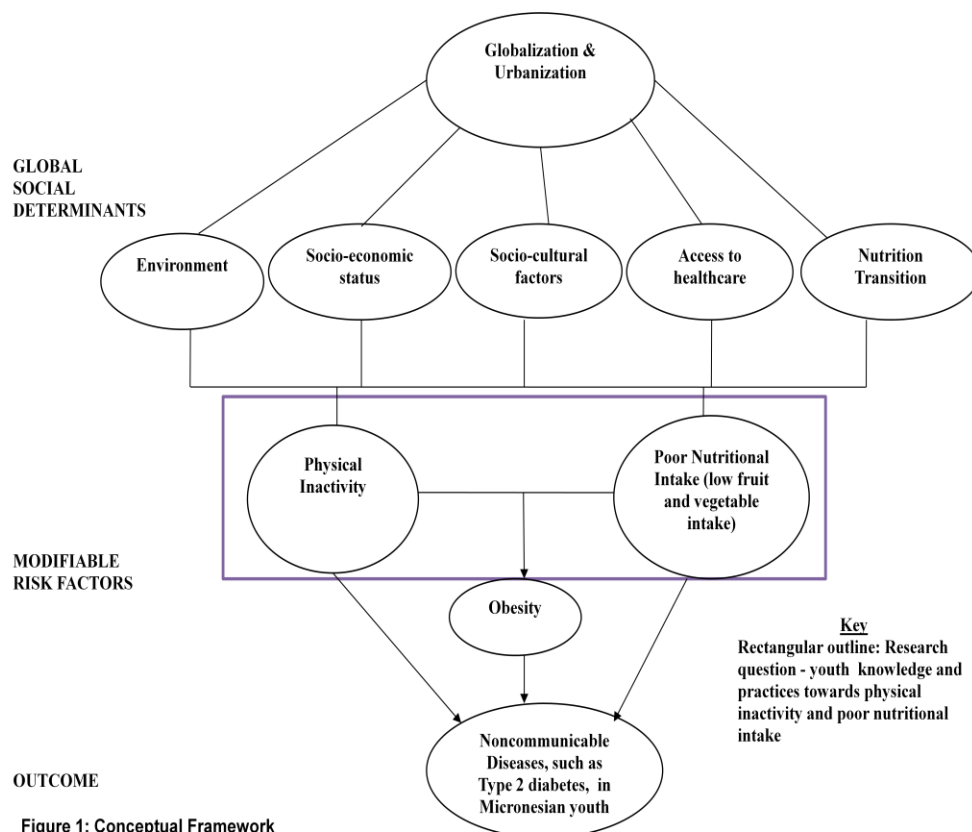 Globalization &
Urbanization
GLOBAL
SOCIAL
DETERMINANTS
Environment
Socio-economic
status
Socio-cultural
factors
Access to
healthcare
Nutrition
Transition
Physical
Inactivity
Poor Nutritional
Intake (low fruit
and vegetable
intake)
MODIFIABLE
RISK FACTORS
Obesity
Key
Rectangular outline: Research
question - youth knowledge and
practices towards physical
inactivity and poor nutritional
intake
Noncommunicable
Diseases, such as
Type 2 diabetes, in
Micronesian youth
OUTCOME
Figure 1: Conceptual Framework